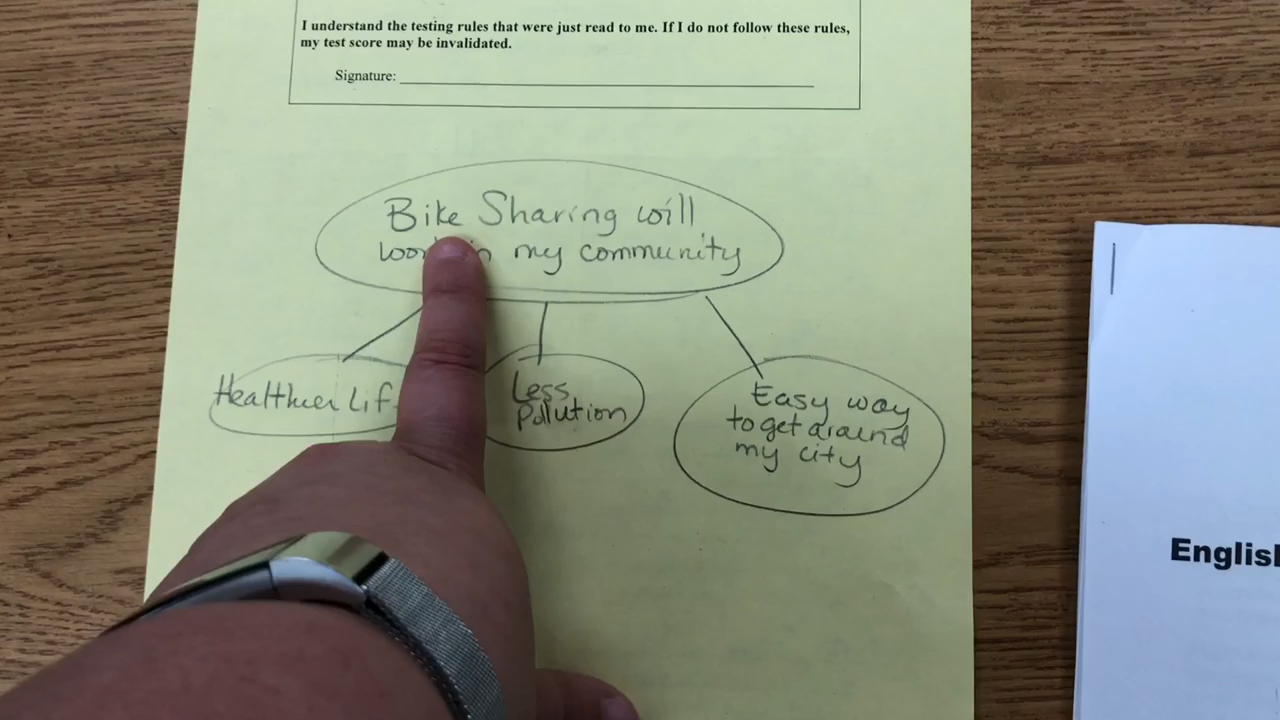 I understand the testing rules that were just read to me. If I do not follow these rules,
my test score may be invalidated.
Signature:
Bike Sharing will
my community
Less
Pollution
Easy way
to get around
my city